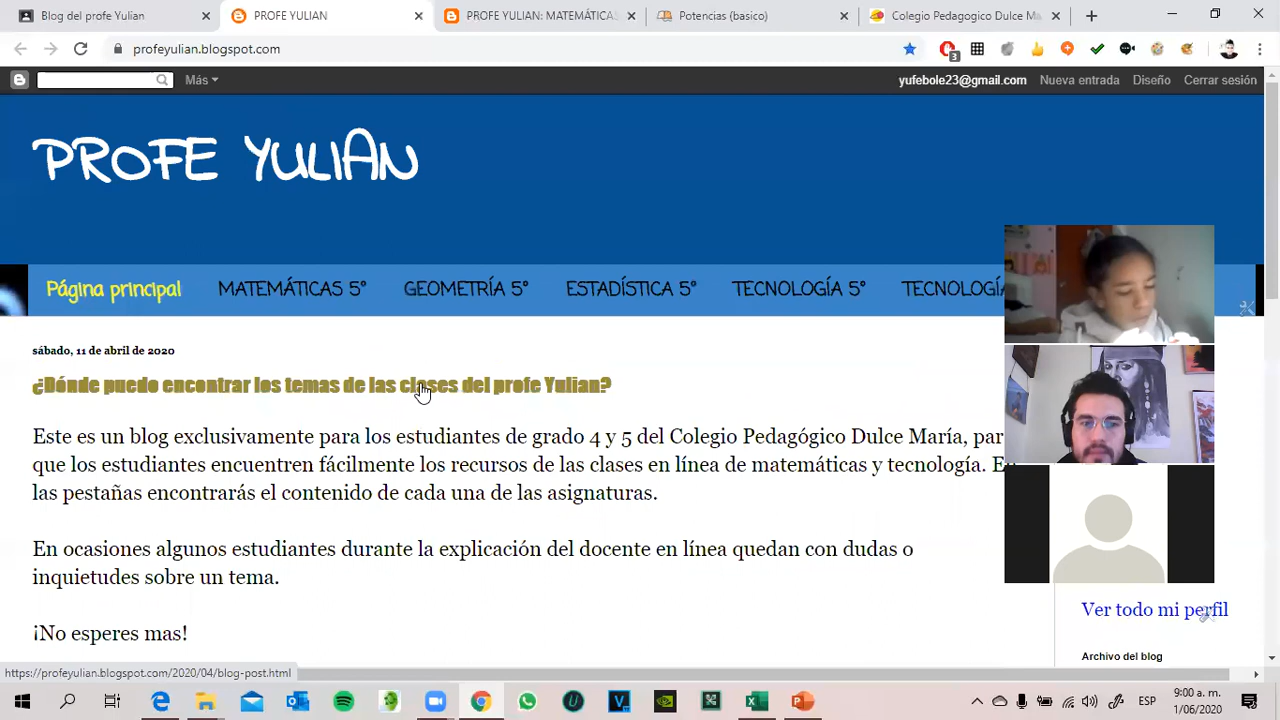 Blog del profe Yulian
PROFE YULIAN
PROFE YULIAN: MATEMÁTICAS
Potencias (basico)
Colegio Pedagogico Dulce Ma
profeyulian.blogspot.com
3
Más
yufebole23@gmail.com
Nueva entrada
Diseño
Cerrar sesión
PROFE YULIAN
Página principal
MATEMÁTICAS 5°
GEOMETRÍA 5°
ESTADÍSTICA 5°
TECNOLOGÍA 5°
TECNOLOGÍA
sábado, 11 de abril de 2020
¿Dónde puedo encontrar los temas de las clases del profe Yulian?
Este es un blog exclusivamente para los estudiantes de grado 4 y 5 del Colegio Pedagógico Dulce María, par
que los estudiantes encuentren fácilmente los recursos de las clases en línea de matemáticas y tecnología. E
las pestañas encontrarás el contenido de cada una de las asignaturas.
En ocasiones algunos estudiantes durante la explicación del docente en línea quedan con dudas o
inquietudes sobre un tema.
¡No esperes mas!
Ver todo mi perfil
Archivo del blog
https://profeyulian.blogspot.com/2020/04/blog-post.html
ESP
9:00 a. m.
1/06/2020